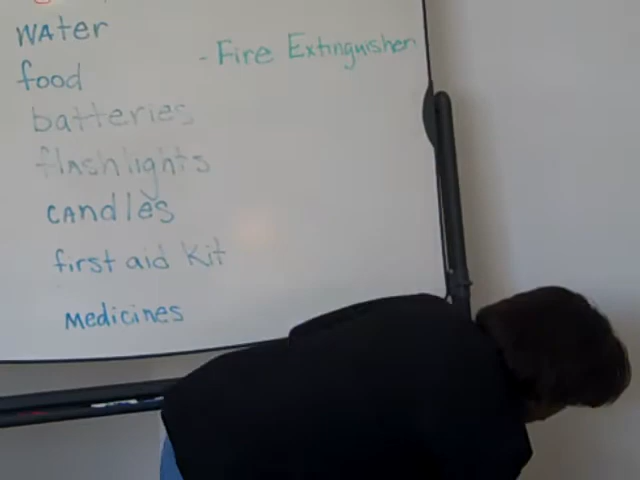 WAter
food
batteries
flashlights
cAndles
first aid Kit
Medicines
- Fire Extinguisher